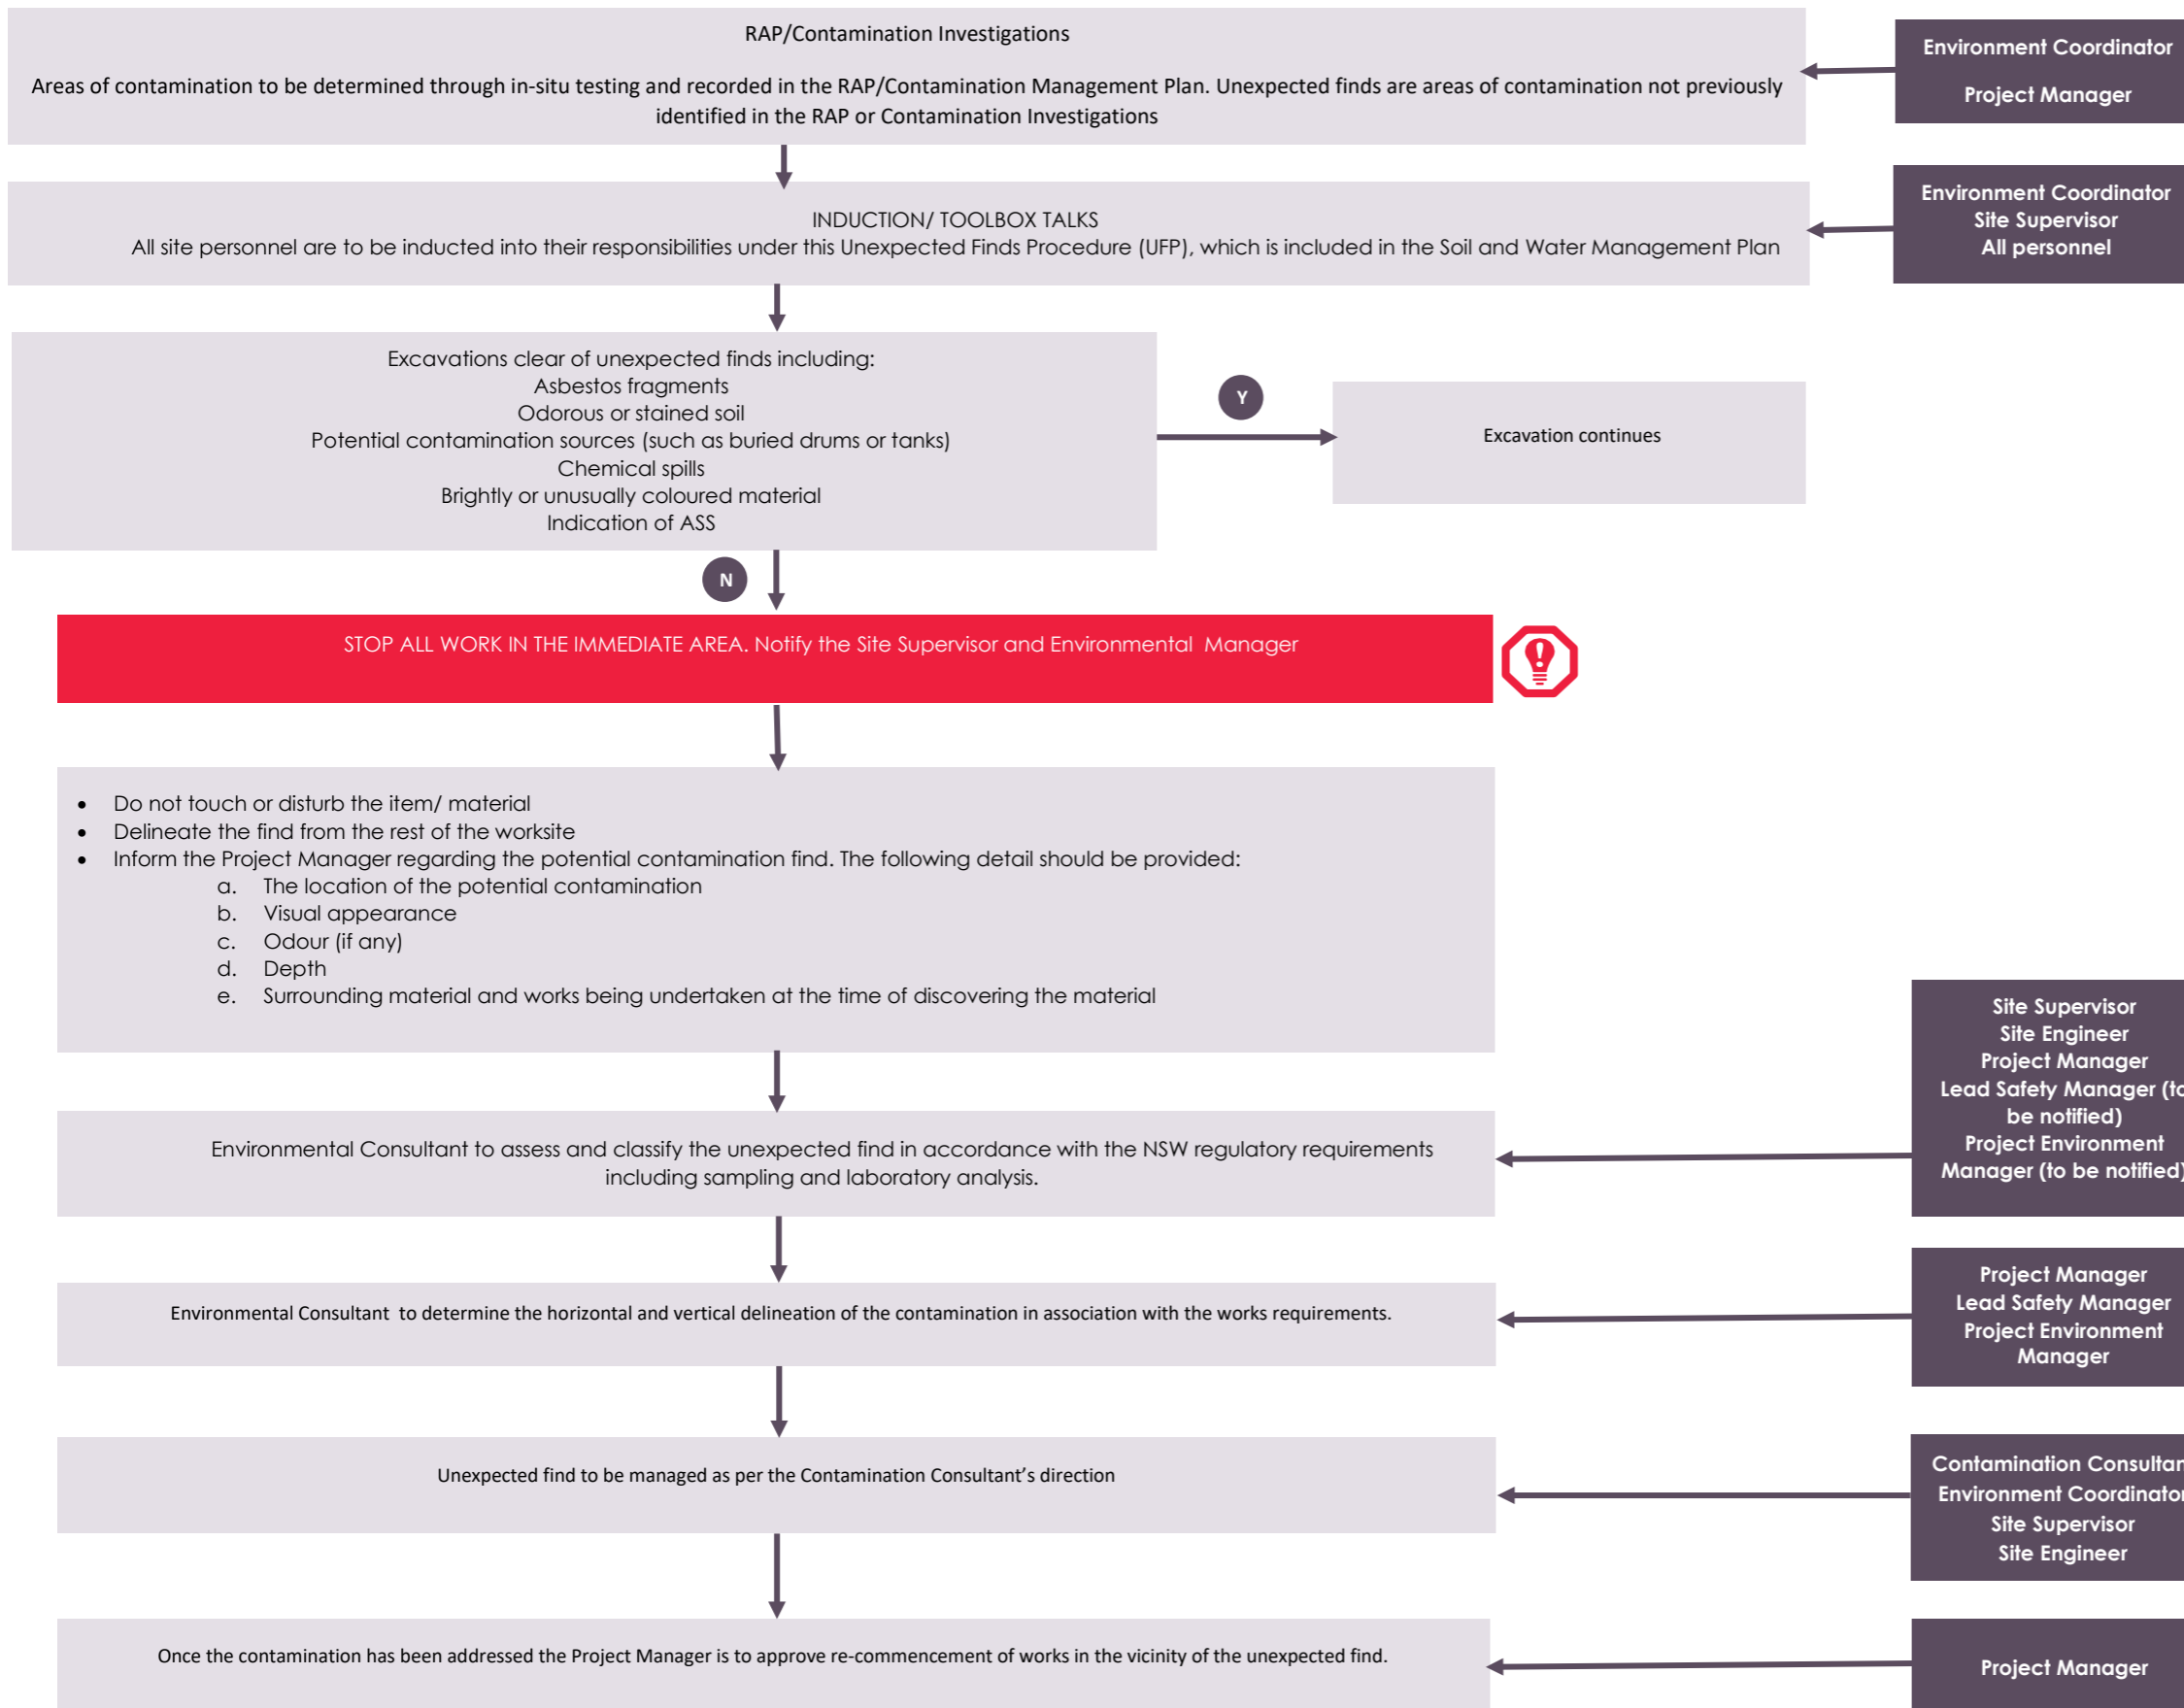 RAP/Contamination Investigations
Areas of contamination to be determined through in-situ testing and recorded in the RAP/Contamination Management Plan. Unexpected finds are areas of contamination not previously
identified in the RAP or Contamination Investigations
Environment Coordinator
Project Manager
INDUCTION/ TOOLBOX TALKS
All site personnel are to be inducted into their responsibilities under this Unexpected Finds Procedure (UFP), which is included in the Soil and Water Management Plan
Environment Coordinator
Site Supervisor
All personnel
Excavations clear of unexpected finds including:
Asbestos fragments
Odorous or stained soil
Potential contamination sources (such as buried drums or tanks)
Chemical spills
Brightly or unusually coloured material
Indication of ASS
Y
Excavation continues
N
STOP ALL WORK IN THE IMMEDIATE AREA. Notify the Site Supervisor and Environmental Manager
• Do not touch or disturb the item/ material
• Delineate the find from the rest of the worksite
• Inform the Project Manager regarding the potential contamination find. The following detail should be provided:
a. The location of the potential contamination
b. Visual appearance
c. Odour (if any)
d. Depth
e. Surrounding material and works being undertaken at the time of discovering the material
Environmental Consultant to assess and classify the unexpected find in accordance with the NSW regulatory requirements
including sampling and laboratory analysis.
Site Supervisor
Site Engineer
Project Manager
Lead Safety Manager (to
be notified)
Project Environment
Manager (to be notified)
Environmental Consultant to determine the horizontal and vertical delineation of the contamination in association with the works requirements.
Project Manager
Lead Safety Manager
Project Environment
Manager
Unexpected find to be managed as per the Contamination Consultant's direction
Contamination Consultan
Environment Coordinator
Site Supervisor
Site Engineer
Once the contamination has been addressed the Project Manager is to approve re-commencement of works in the vicinity of the unexpected find.
Project Manager